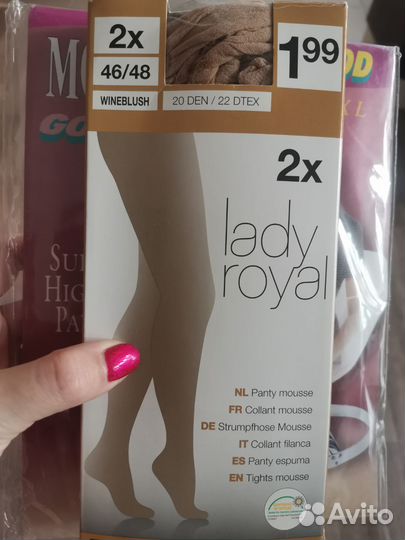 2x
46/48
WINEBLUSH
20 DEN / 22 DTEX
1.99
2x
lady
royal
NL Panty mousse
FR Collant mousse
DE Strumpfhose Mousse
IT Collant filanca
ES Panty espuma
EN Tights mousse
XL
Avito